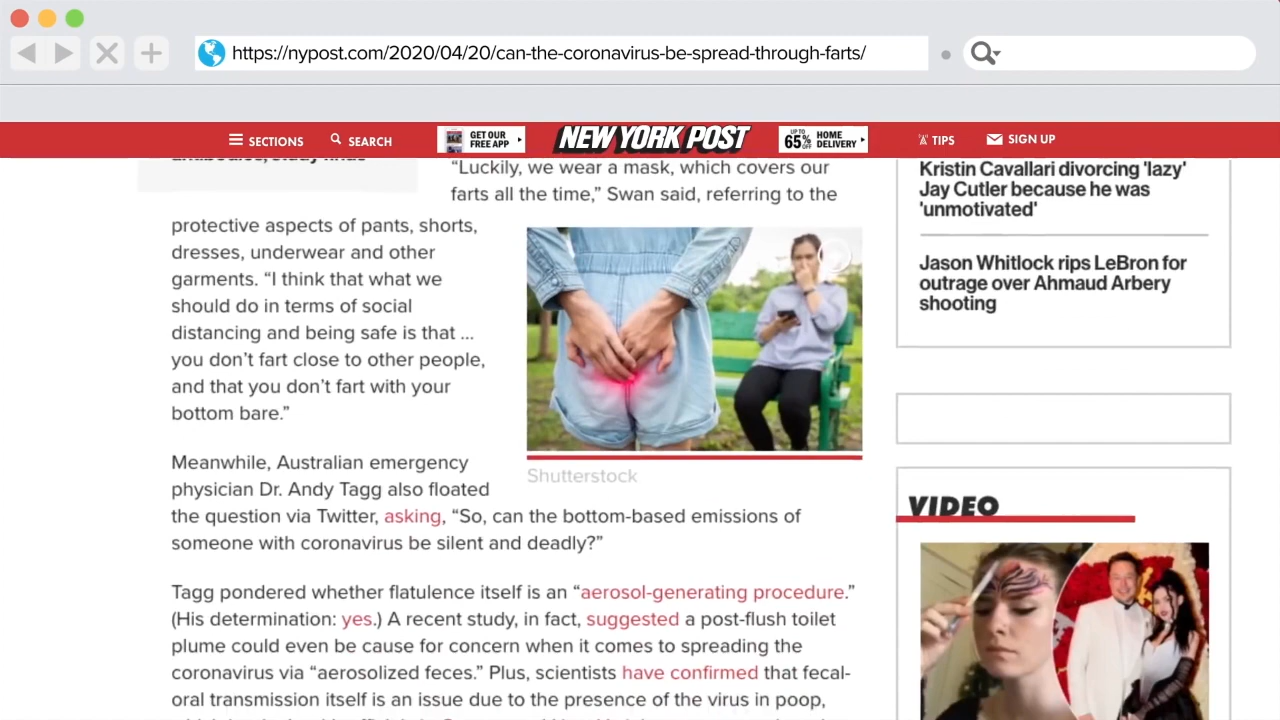 https://nypost.com/2020/04/20/can-the-coronavirus-be-spread-through-farts/
SECTIONS
SEARCH
GET OUR
FREE APP
NEW YORK POST
UP TO
65%
OFF
HOME
DELIVERY
TIPS
SIGN UP
antibodies, study finds
“Luckily, we wear a mask, which covers our
farts all the time,” Swan said, referring to the
protective aspects of pants, shorts,
dresses, underwear and other
garments. “I think that what we
should do in terms of social
distancing and being safe is that ...
you don’t fart close to other people,
and that you don’t fart with your
bottom bare.”
Shutterstock
Meanwhile, Australian emergency
physician Dr. Andy Tagg also floated
the question via Twitter, asking, “So, can the bottom-based emissions of
someone with coronavirus be silent and deadly?”
Tagg pondered whether flatulence itself is an “aerosol-generating procedure.”
(His determination: yes.) A recent study, in fact, suggested a post-flush toilet
plume could even be cause for concern when it comes to spreading the
coronavirus via “aerosolized feces.” Plus, scientists have confirmed that fecal-
oral transmission itself is an issue due to the presence of the virus in poop,
Kristin Cavallari divorcing 'lazy'
Jay Cutler because he was
'unmotivated'
Jason Whitlock rips LeBron for
outrage over Ahmaud Arbery
shooting
VIDEO